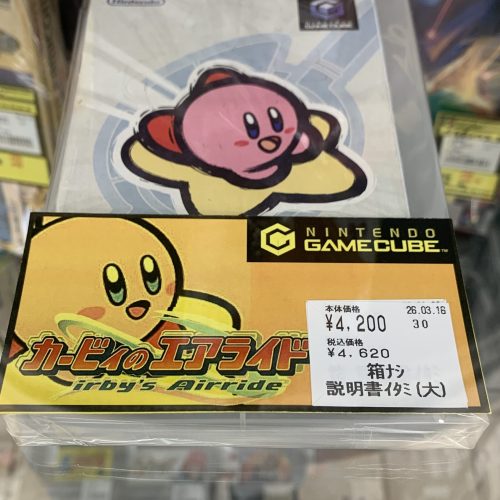 Nintendo
NINTENDO
GAMECUBE™
カービィのエアライド
irby's Airride
本体価格
26.03.16
¥4,200
30
税込価格
¥4,620
箱ナシ
説明書イタミ(大)